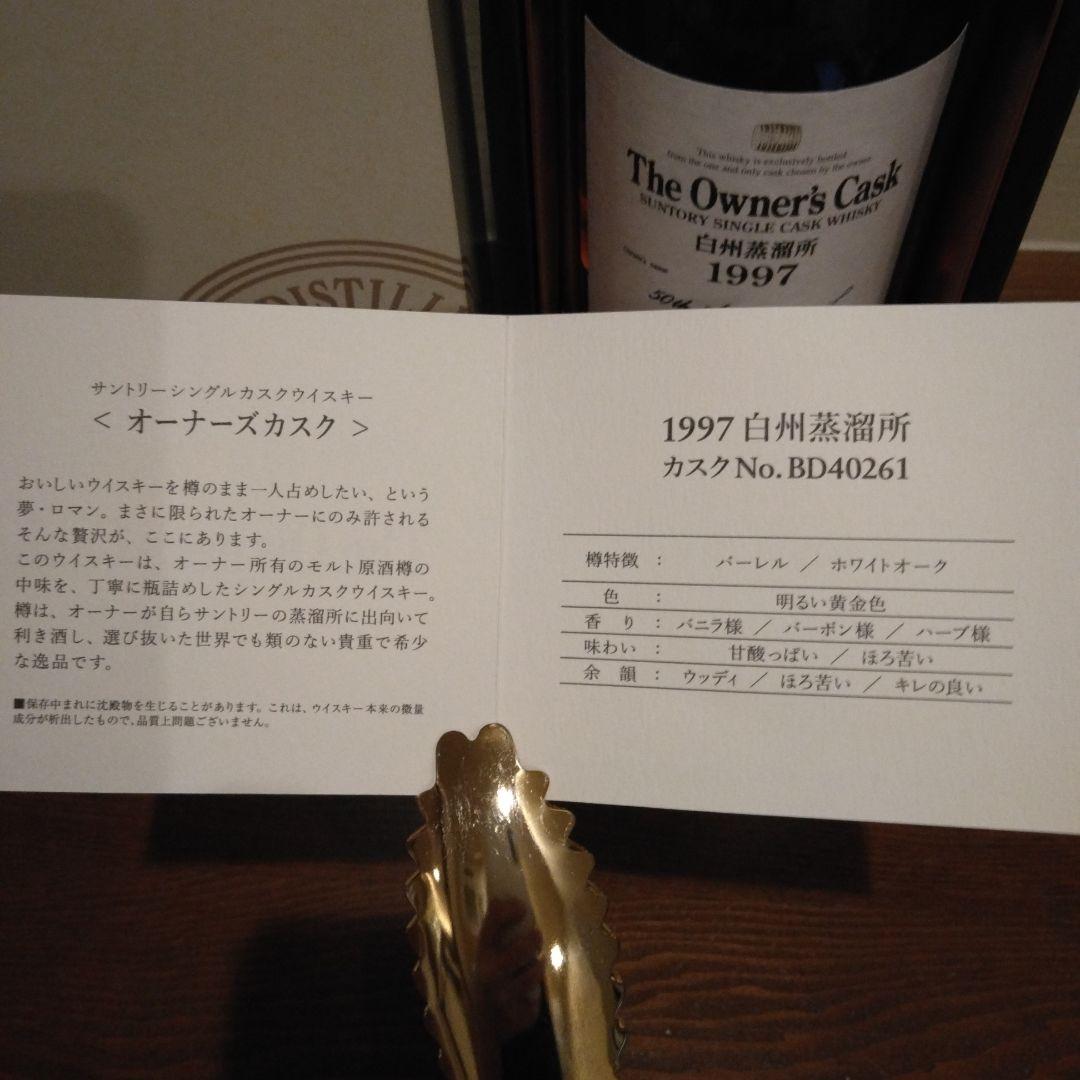 This whisky is exclusively bottled
from the one and only cask chosen by the owner
The Owner's Cask
SUNTORY SINGLE CASK WHISKY
白州蒸溜所
1997
50th
DISTILL
サントリーシングルカスクウイスキー
＜ オーナーズカスク ＞
おいしいウイスキーを樽のまま一人占めしたい、という
夢・ロマン。まさに限られたオーナーにのみ許される
そんな贅沢が、ここにあります。
このウイスキーは、オーナー所有のモルト原酒樽の
中味を、丁寧に瓶詰めしたシングルカスクウイスキー。
樽は、オーナーが自らサントリーの蒸溜所に出向いて
利き酒し、選び抜いた世界でも類のない貴重で希少
な逸品です。
■保存中まれに沈殿物を生じることがあります。これは、ウイスキー本来の微量
成分が析出したもので、品質上問題ございません。
1997 白州蒸溜所
カスク No. BD40261
樽特徴 ： バーレル ／ ホワイトオーク
色 ： 明るい黄金色
香 り ： バニラ様 ／ バーボン様 ／ ハーブ様
味わい ： 甘酸っぱい ／ ほろ苦い
余 韻 ： ウッディ ／ ほろ苦い ／ キレの良い